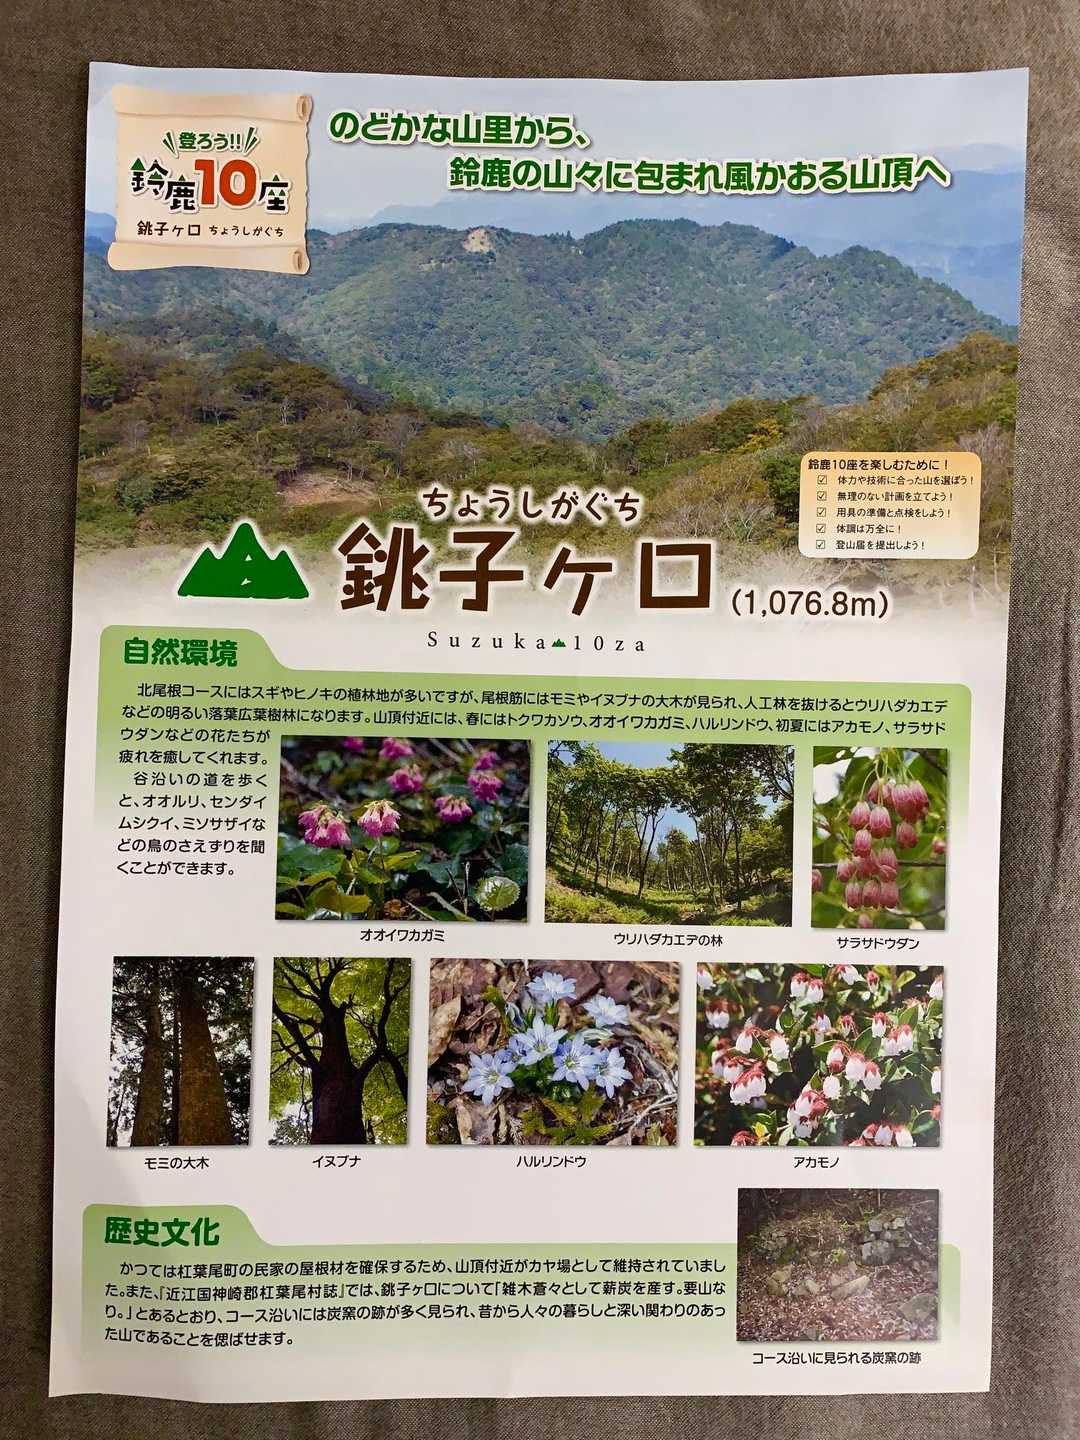 登ろう!!
鈴鹿10座
銚子ヶ口 ちょうしがぐち
のどかな山里から、
鈴鹿の山々に包まれ風かおる山頂へ
鈴鹿10座を楽しむために！
☑ 体力や技術に合った山を選ぼう！
☑ 無理のない計画を立てよう！
☑ 用具の準備と点検をしよう！
☑ 体調は万全に！
☑ 登山届を提出しよう！
ちょうしがぐち
銚子ヶ口(1,076.8m)
Suzuka 10za
自然環境
北尾根コースにはスギやヒノキの植林地が多いですが、尾根筋にはモミやイヌブナの大木が見られ、人工林を抜けるとウリハダカエデ
などの明るい落葉広葉樹林になります。山頂付近には、春にはトクワカソウ、オオイワカガミ、ハルリンドウ、初夏にはアカモノ、サラサド
ウダンなどの花たちが
疲れを癒してくれます。
谷沿いの道を歩く
と、オオルリ、センダイ
ムシクイ、ミソサザイな
どの鳥のさえずりを聞
くことができます。
オオイワカガミ
ウリハダカエデの林
サラサドウダン
モミの大木
イヌブナ
ハルリンドウ
アカモノ
歴史文化
かつては杠葉尾町の民家の屋根材を確保するため、山頂付近がカヤ場として維持されていまし
た。また、『近江国神崎郡杠葉尾村誌』では、銚子ヶ口について「雑木蒼々として薪炭を産す。要山な
り。」とあるとおり、コース沿いには炭窯の跡が多く見られ、昔から人々の暮らしと深い関わりのあっ
た山であることを偲ばせます。
コース沿いに見られる炭窯の跡